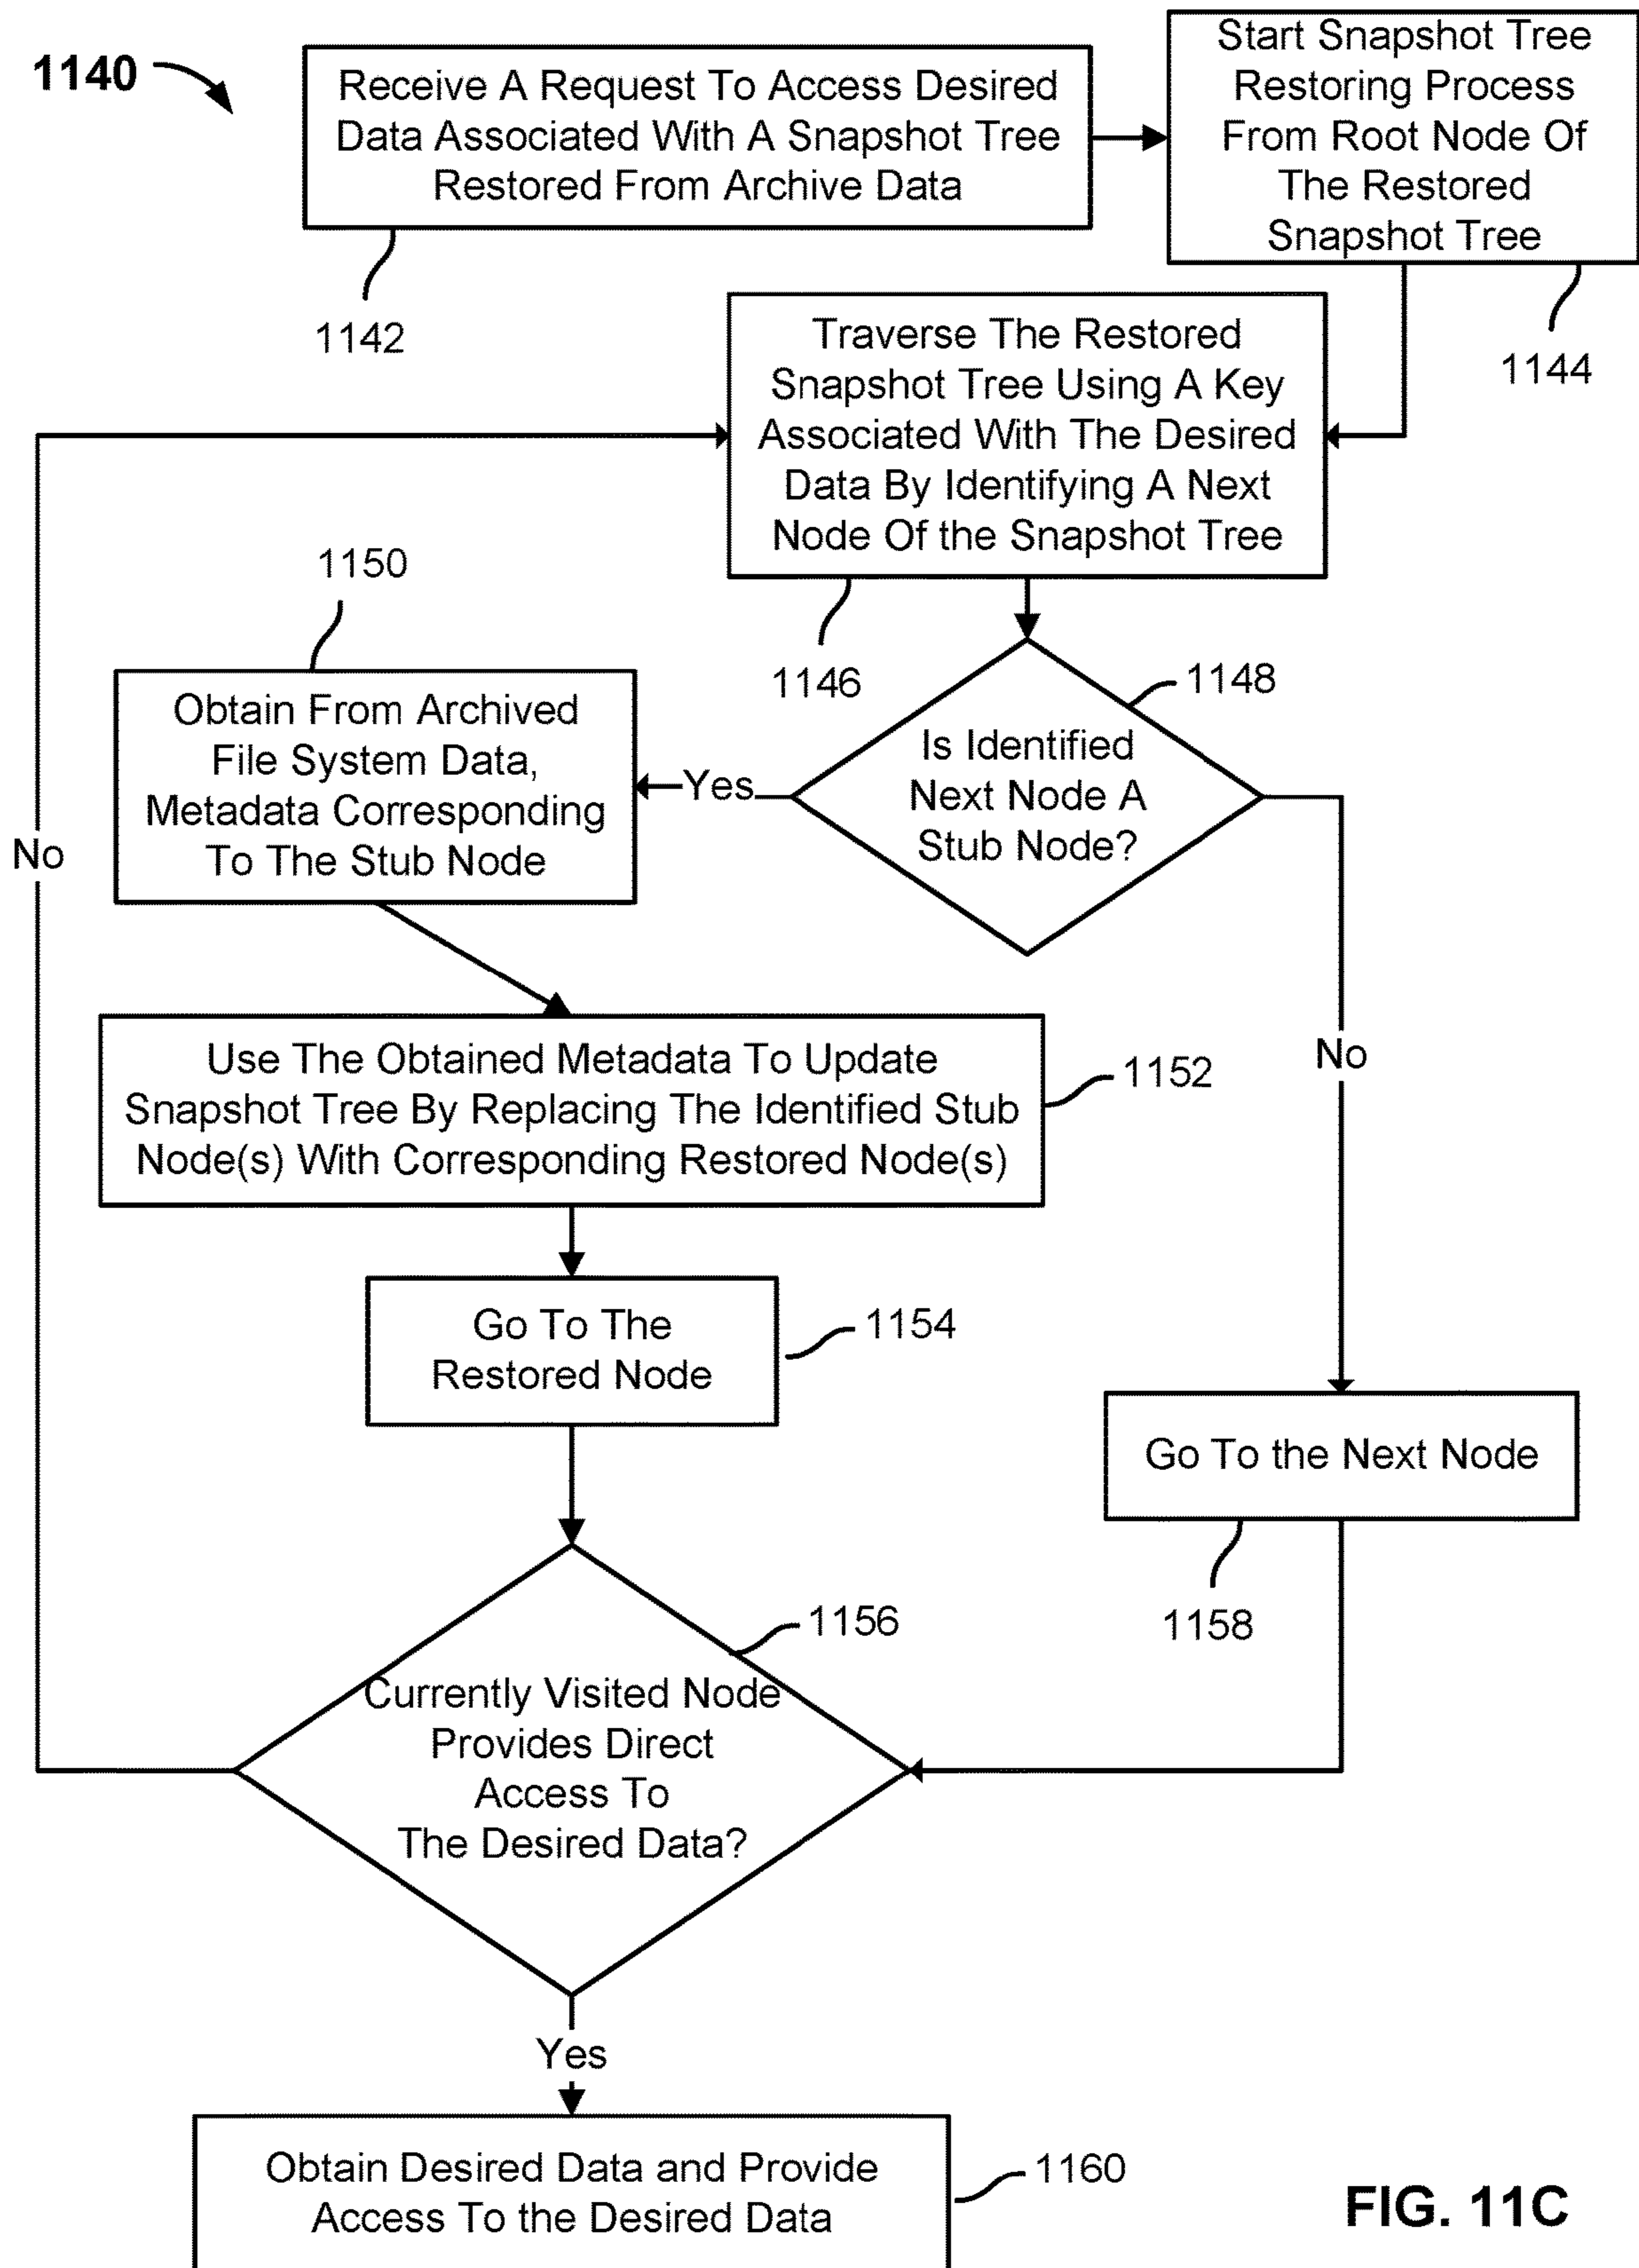 1140
Receive A Request To Access Desired
Data Associated With A Snapshot Tree
Restored From Archive Data
1142
Start Snapshot Tree
Restoring Process
From Root Node Of
The Restored
Snapshot Tree
1144
Traverse The Restored
Snapshot Tree Using A Key
Associated With The Desired
Data By Identifying A Next
Node Of the Snapshot Tree
1146
1148
Is Identified
Next Node A
Stub Node?
Yes
No
1150
Obtain From Archived
File System Data,
Metadata Corresponding
To The Stub Node
No
Use The Obtained Metadata To Update
Snapshot Tree By Replacing The Identified Stub
Node(s) With Corresponding Restored Node(s)
1152
Go To The
Restored Node
1154
Go To the Next Node
1158
1156
Currently Visited Node
Provides Direct
Access To
The Desired Data?
Yes
Obtain Desired Data and Provide
Access To the Desired Data
1160
FIG. 11C